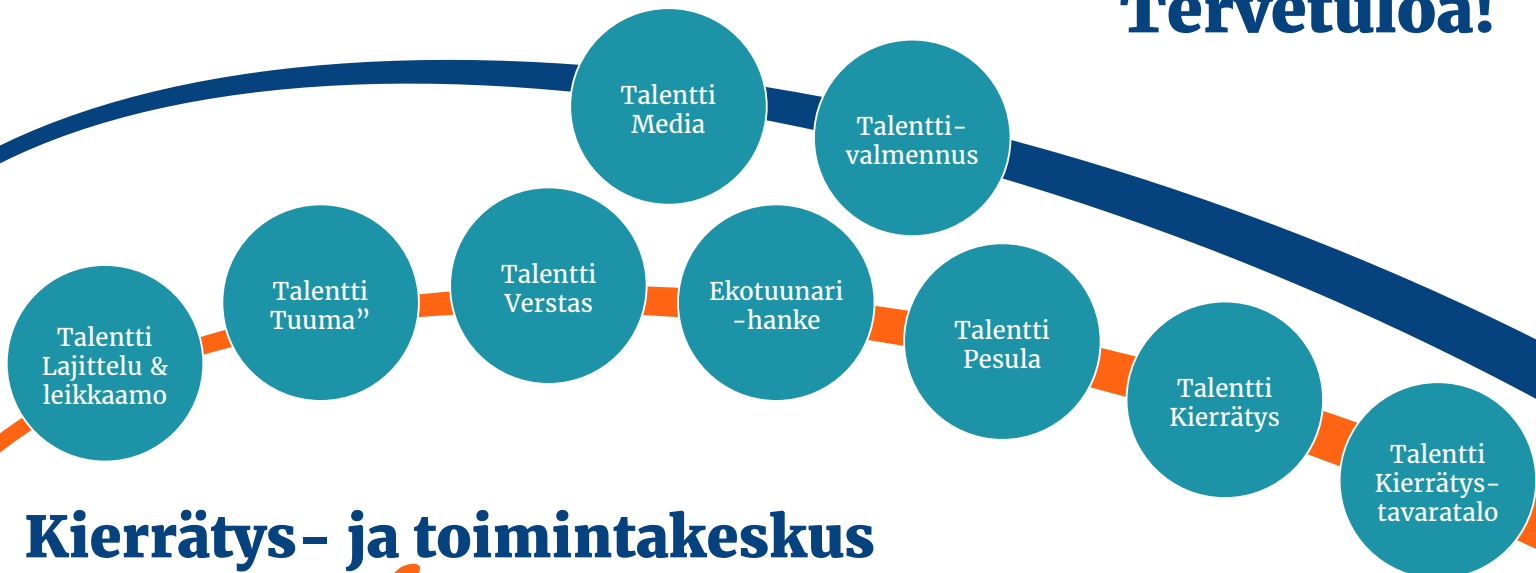 Tervetuloa!
Talentti
Media
Talentti-
valmennus
Talentti
Lajittelu &
leikkaamo
Talentti
Tuuma”
Talentti
Verstas
Ekotuunari
-hanke
Talentti
Pesula
Talentti
Kierrätys
Talentti
Kierrätys-
tavaratalo
Kierrätys- ja toimintakeskus